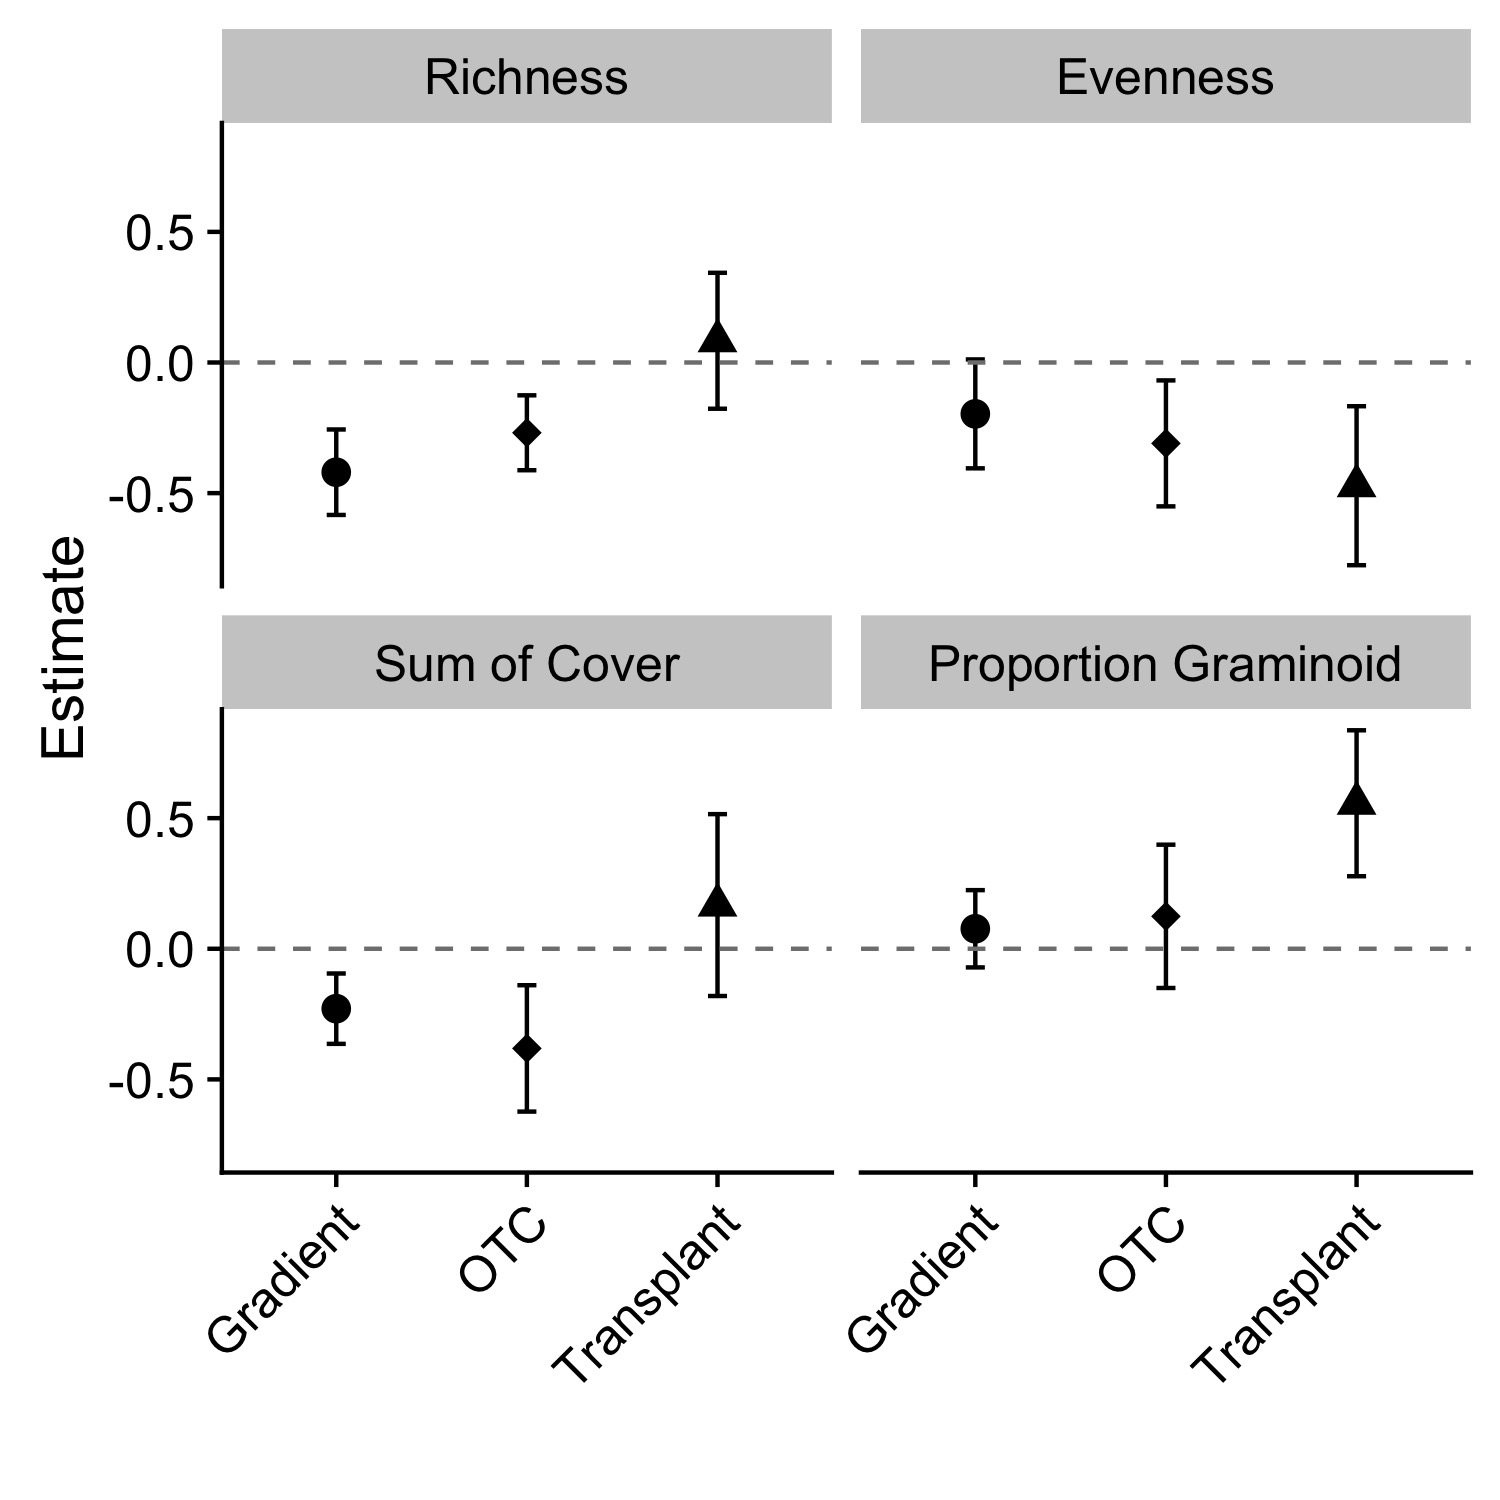 Richness
Evenness
0.5
0.0
-0.5
Estimate
Sum of Cover
Proportion Graminoid
0.5
0.0
-0.5
Gradient
OTC
Transplant
Gradient
OTC
Transplant